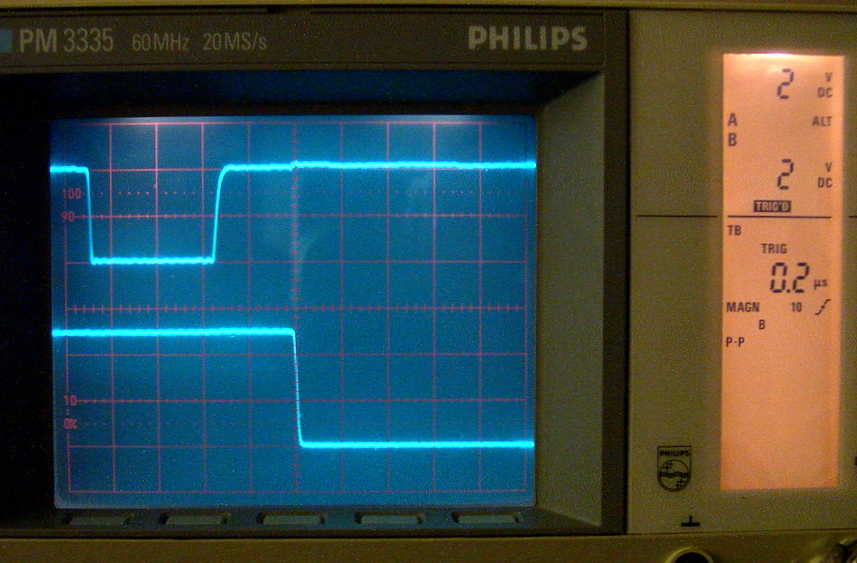 PM 3335 60MHz 20MS/s PHILIPS
100
90
10
0%
2 V
DC
A ALT
B
2 V
DC
TRIG'D
TB
TRIG
0.2 µs
MAGN 10
B
P-P
PHILIPS